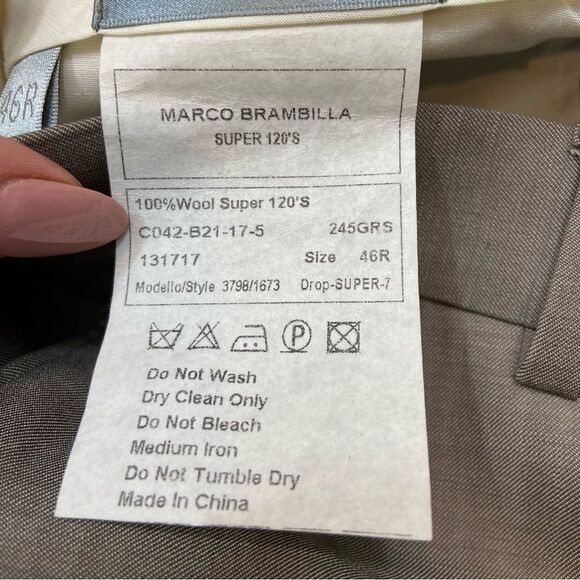 46R
MARCO BRAMBILLA
SUPER 120'S
100%Wool Super 120'S
C042-B21-17-5 245GRS
131717 Size 46R
Modello/Style 3798/1673 Drop-SUPER-7
P
Do Not Wash
Dry Clean Only
Do Not Bleach
Medium Iron
Do Not Tumble Dry
Made In China